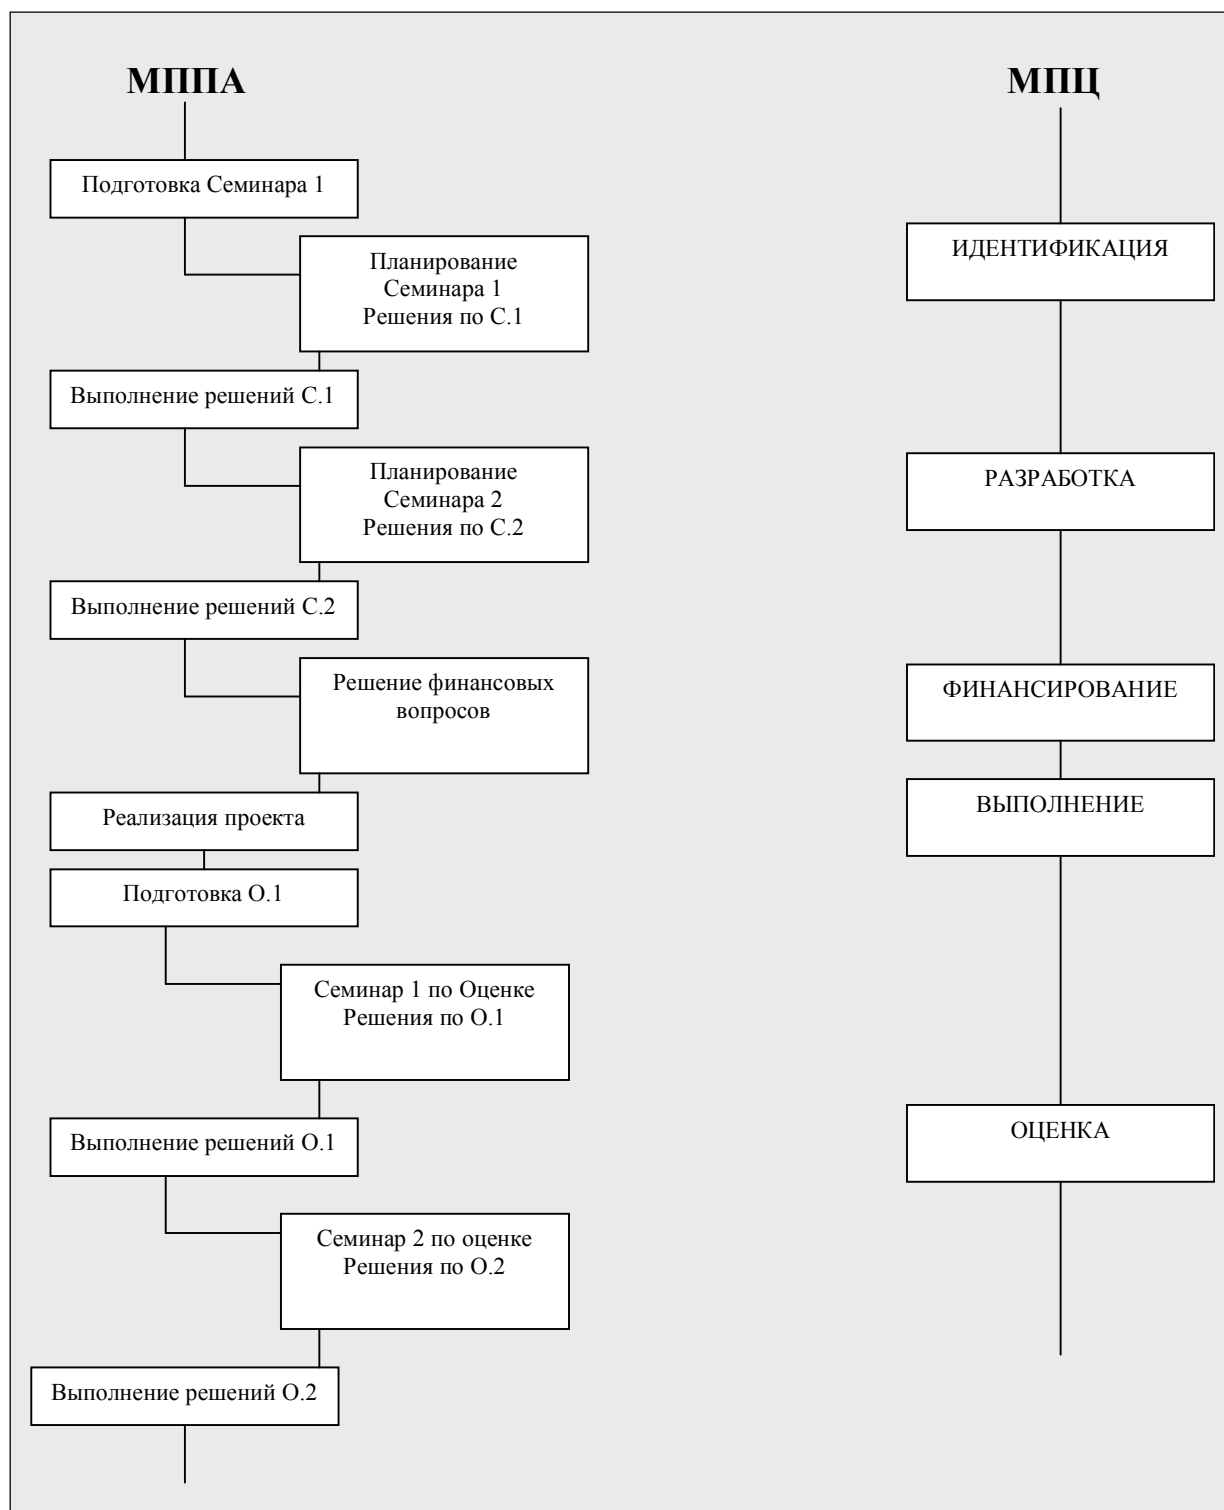 МППА
Подготовка Семинара 1
Планирование
Семинара 1
Решения по С.1
Выполнение решений С.1
Планирование
Семинара 2
Решения по С.2
Выполнение решений С.2
Решение финансовых
вопросов
Реализация проекта
Подготовка О.1
Семинар 1 по Оценке
Решения по О.1
Выполнение решений О.1
Семинар 2 по оценке
Решения по О.2
Выполнение решений О.2
МПЦ
ИДЕНТИФИКАЦИЯ
РАЗРАБОТКА
ФИНАНСИРОВАНИЕ
ВЫПОЛНЕНИЕ
ОЦЕНКА